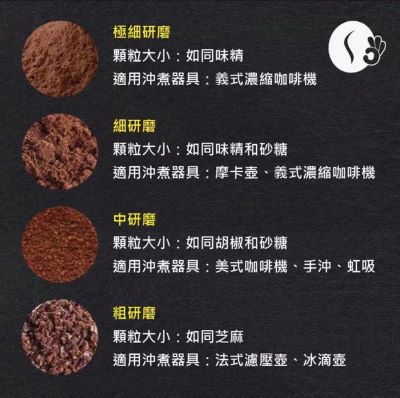 極細研磨
顆粒大小：如同味精
適用沖煮器具：義式濃縮咖啡機
細研磨
顆粒大小：如同味精和砂糖
適用沖煮器具：摩卡壺、義式濃縮咖啡機
中研磨
顆粒大小：如同胡椒和砂糖
適用沖煮器具：美式咖啡機、手沖、虹吸
粗研磨
顆粒大小：如同芝麻
適用沖煮器具：法式濾壓壺、冰滴壺